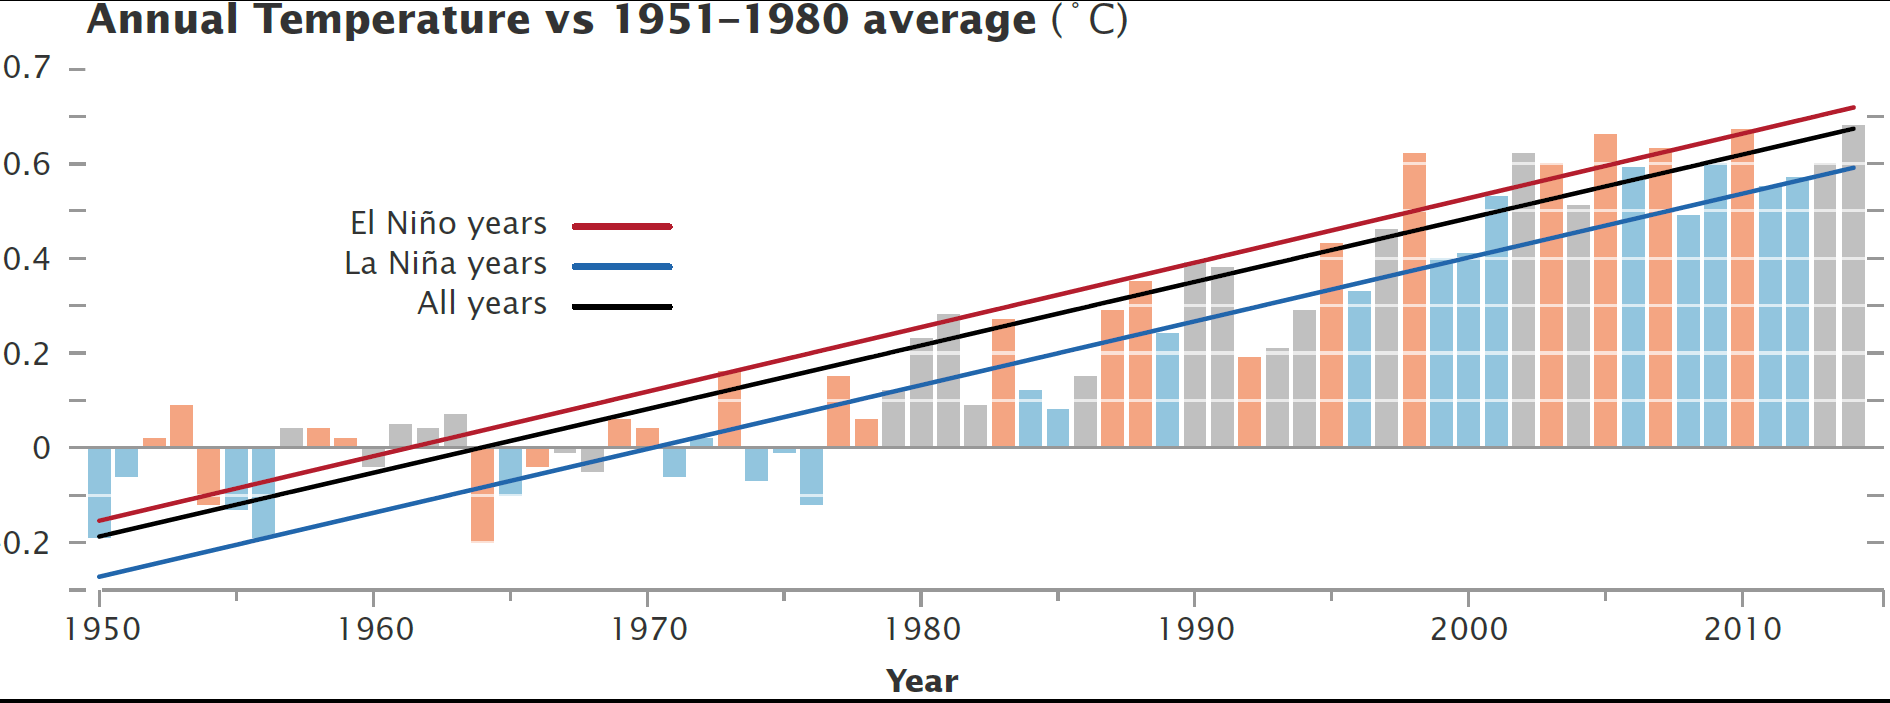 Annual Temperature vs 1951–1980 average (°C)
0.7
0.6
El Niño years
La Niña years
0.4
All years
0.2
0
-0.2
1950 1960 1970 1980 1990 2000 2010
Year